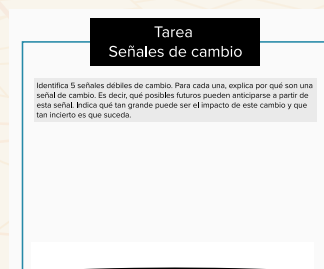 Tarea
Señales de cambio
Identifica 5 señales débiles de cambio. Para cada una, explica por qué son una
señal de cambio. Es decir, qué posibles futuros pueden anticiparse a partir de
esta señal. Indica qué tan grande puede ser el impacto de este cambio y que
tan incierto es que suceda.